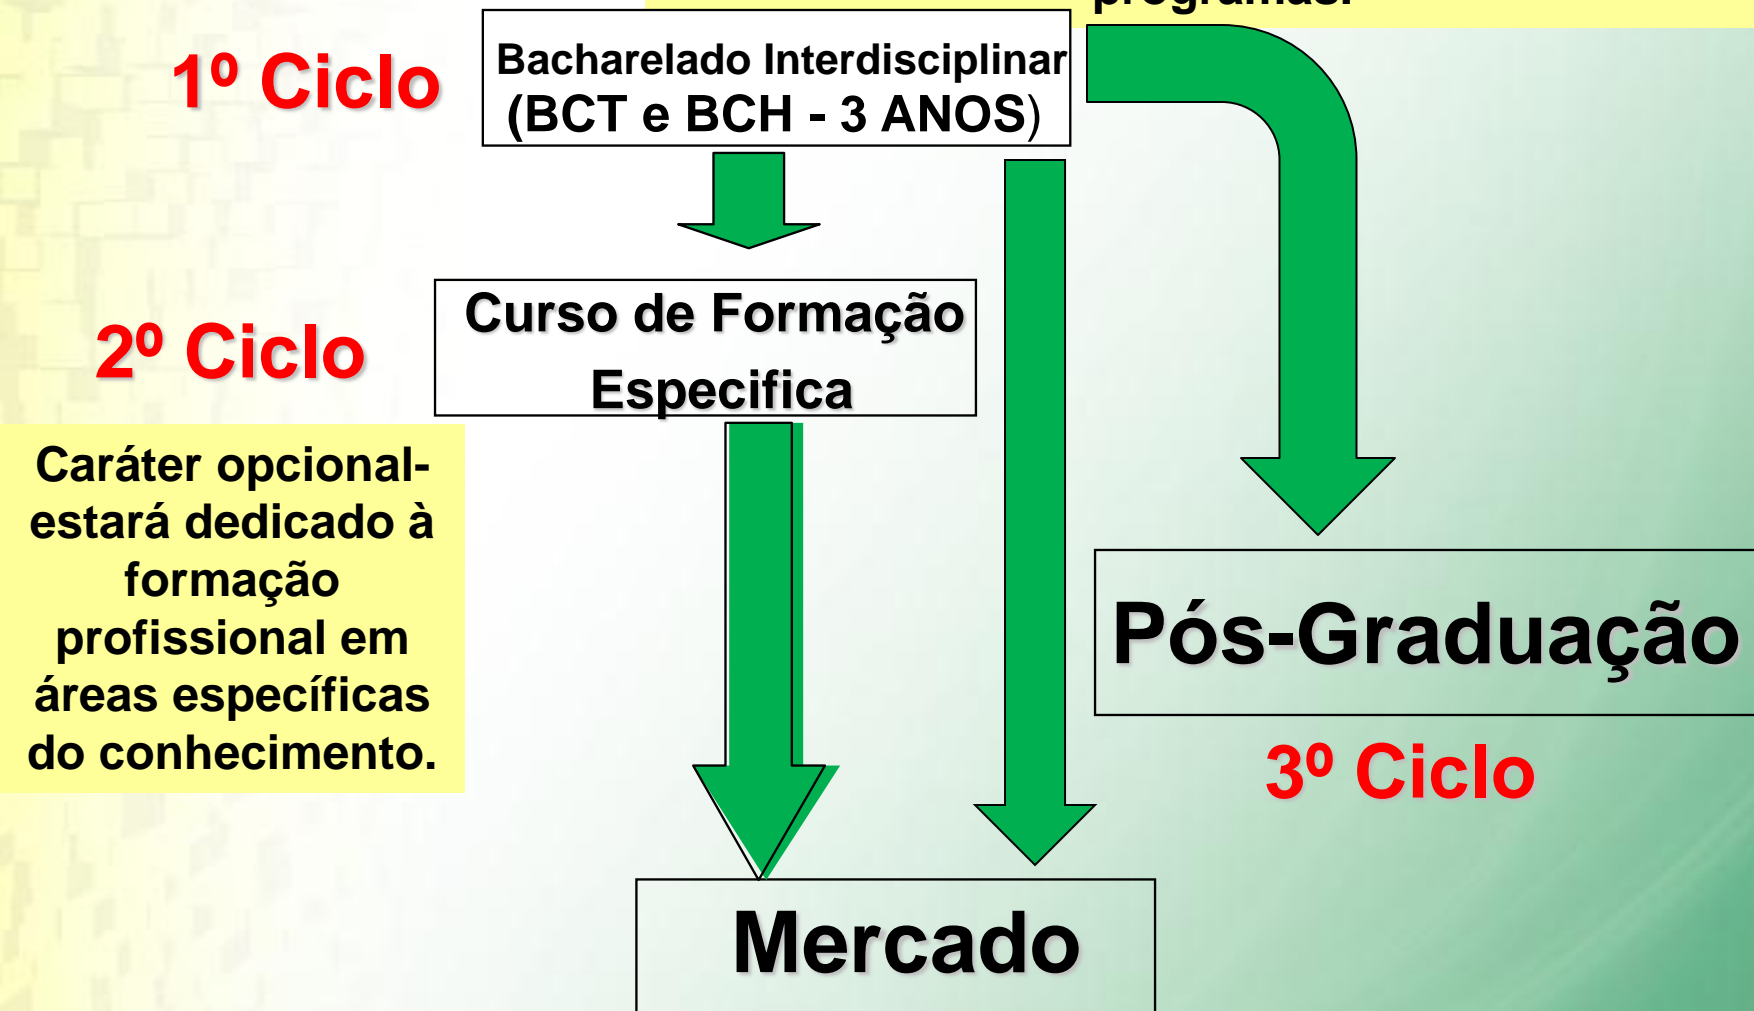 programas.
1º Ciclo
Bacharelado Interdisciplinar
(BCT e BCH - 3 ANOS)
Curso de Formação
Especifica
2º Ciclo
Caráter opcional-
estará dedicado à
formação
profissional em
áreas específicas
do conhecimento.
Pós-Graduação
3º Ciclo
Mercado